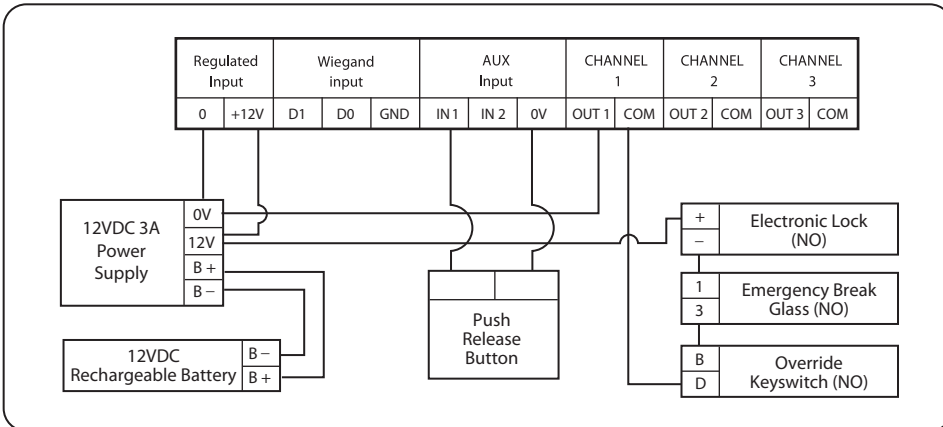 Regulated Input
Wiegand input
AUX Input
CHANNEL 1
CHANNEL 2
CHANNEL 3
0
+12V
D1
D0
GND
IN 1
IN 2
0V
OUT 1
COM
OUT 2
COM
OUT 3
COM
12VDC 3A
Power
Supply
0V
12V
B +
B –
12VDC
Rechargeable Battery
B –
B +
Push
Release
Button
+
–
Electronic Lock
(NO)
1
3
Emergency Break
Glass (NO)
B
D
Override
Keyswitch (NO)